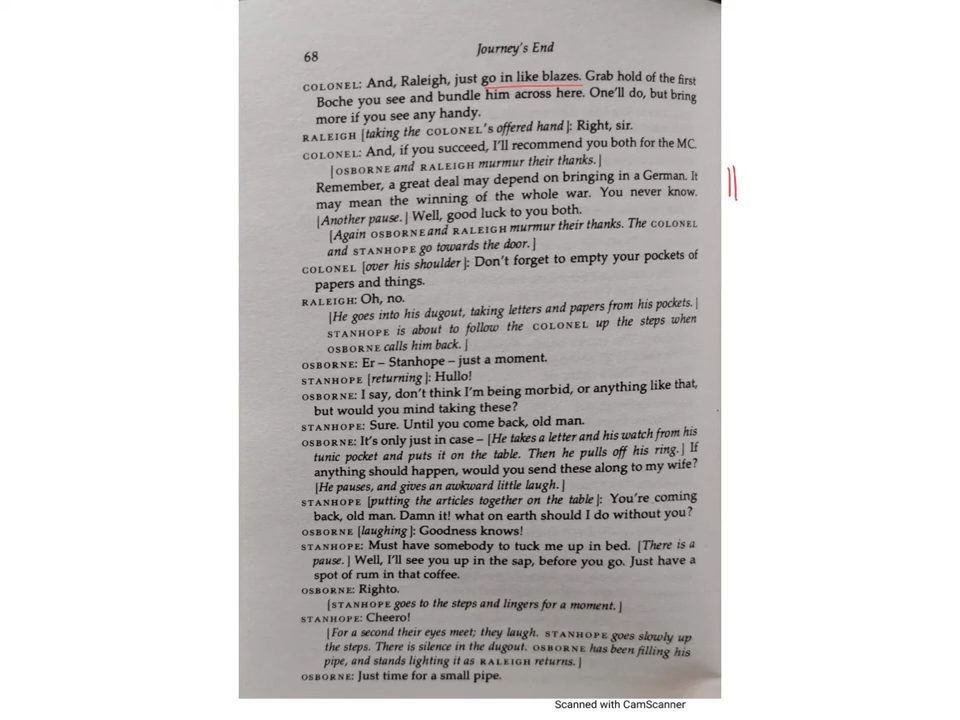 68
Journey's End
COLONEL: And, Raleigh, just go in like blazes. Grab hold of the first
Boche you see and bundle him across here. One'll do, but bring
more if you see any handy.
RALEIGH [taking the COLONEL's offered hand]: Right, sir.
COLONEL: And, if you succeed, I'll recommend you both for the MC.
[OSBORNE and RALEIGH murmur their thanks.]
Remember, a great deal may depend on bringing in a German. It
may mean the winning of the whole war. You never know.
[Another pause.] Well, good luck to you both.
[Again OSBORNE and RALEIGH murmur their thanks. The COLONEL
and STANHOPE go towards the door.]
COLONEL [over his shoulder]: Don't forget to empty your pockets of
papers and things.
RALEIGH: Oh, no.
[He goes into his dugout, taking letters and papers from his pockets.]
STANHOPE is about to follow the COLONEL up the steps when
OSBORNE calls him back.]
OSBORNE: Er – Stanhope – just a moment.
STANHOPE [returning]: Hullo!
OSBORNE: I say, don't think I'm being morbid, or anything like that,
but would you mind taking these?
STANHOPE: Sure. Until you come back, old man.
OSBORNE: It's only just in case – [He takes a letter and his watch from his
tunic pocket and puts it on the table. Then he pulls off his ring.] If
anything should happen, would you send these along to my wife?
[He pauses, and gives an awkward little laugh.]
STANHOPE [putting the articles together on the table]: You're coming
back, old man. Damn it! what on earth should I do without you?
OSBORNE [laughing]: Goodness knows!
STANHOPE: Must have somebody to tuck me up in bed. [There is a
pause.] Well, I'll see you up in the sap, before you go. Just have a
spot of rum in that coffee.
OSBORNE: Righto.
[STANHOPE goes to the steps and lingers for a moment.]
STANHOPE: Cheero!
[For a second their eyes meet; they laugh. STANHOPE goes slowly up
the steps. There is silence in the dugout. OSBORNE has been filling his
pipe, and stands lighting it as RALEIGH returns.]
OSBORNE: Just time for a small pipe.
Scanned with CamScanner